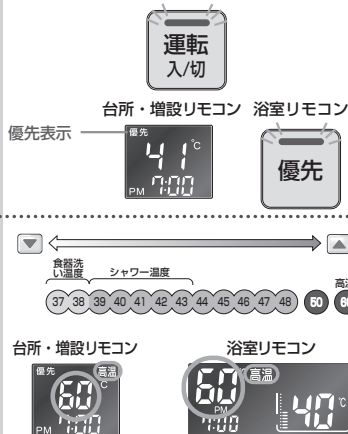 運転
入/切
台所・増設リモコン 浴室リモコン
優先表示
優先
41℃
PM 7:00
優先
食器洗
い温度
シャワー温度
高温
37 38 39 40 41 42 43 44 45 46 47 48 50 60
台所・増設リモコン
浴室リモコン
優先
高温
60℃
PM 7:00
60
高温
PM
7:00
40℃